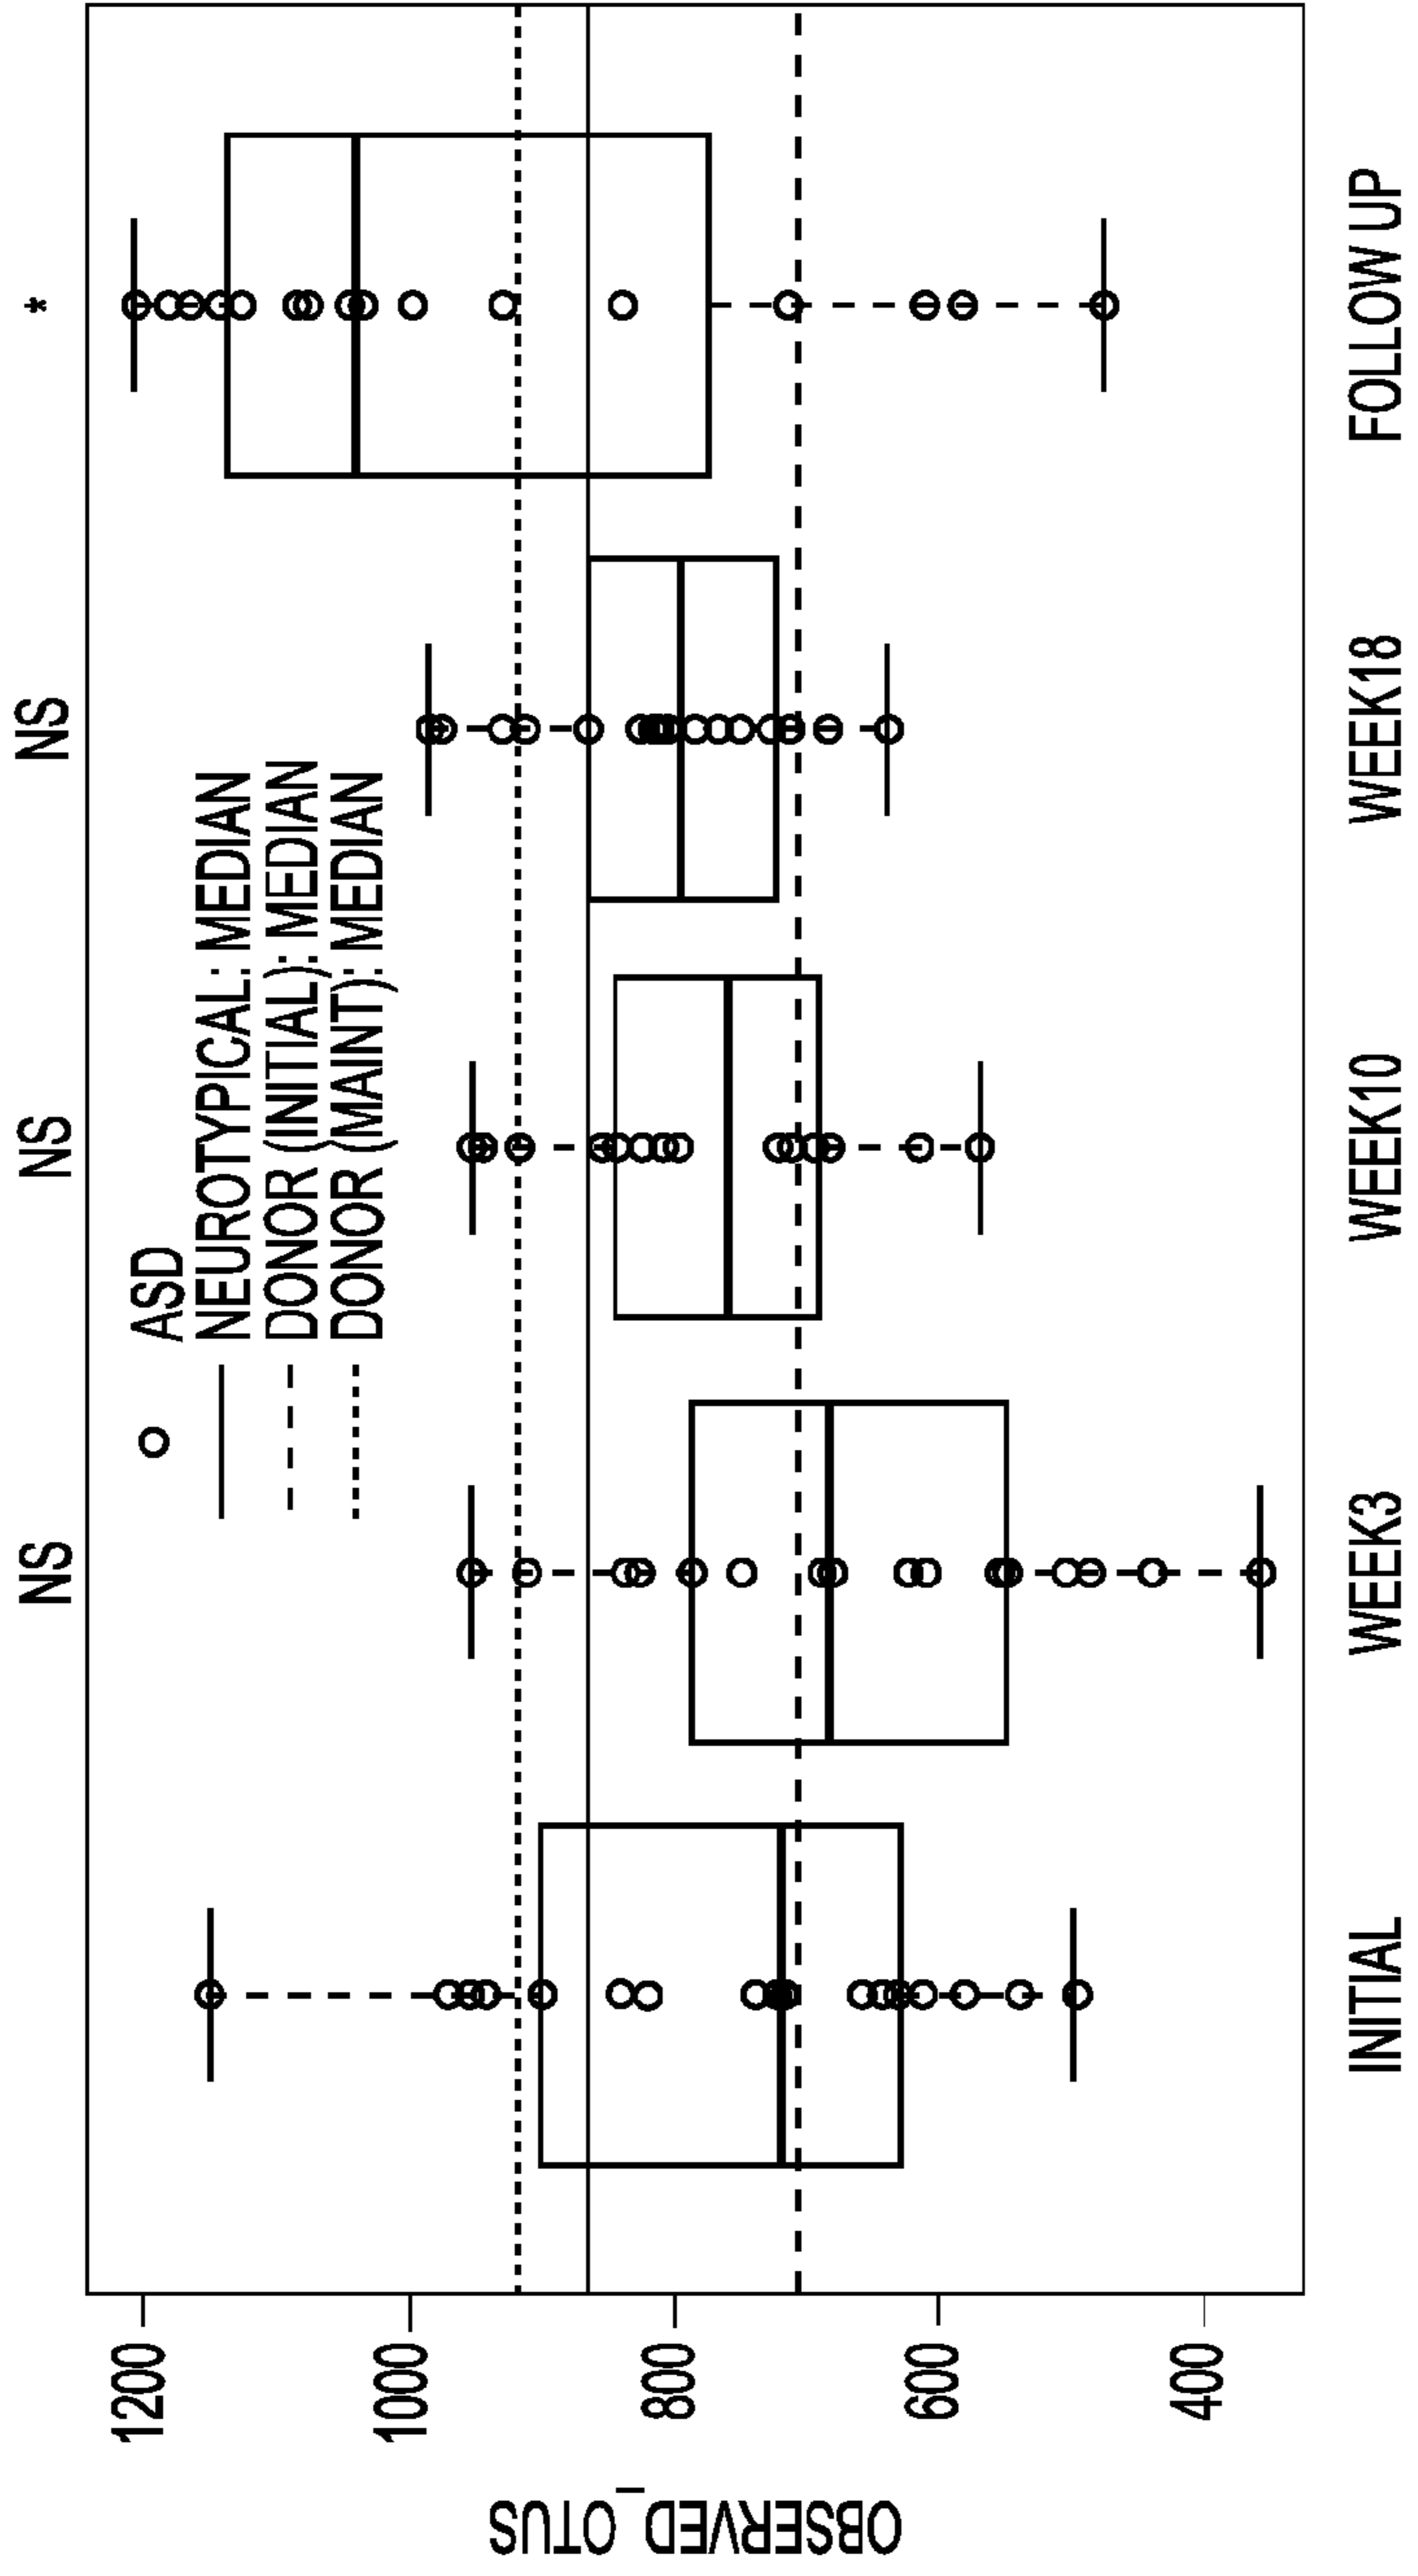 NS
NS
NS
*
ASD
NEUROTYPICAL: MEDIAN
DONOR (INITIAL): MEDIAN
DONOR (MAINT): MEDIAN
1200
1000
800
600
400
OBSERVED_OTUS
INITIAL
WEEK3
WEEK10
WEEK18
FOLLOW UP